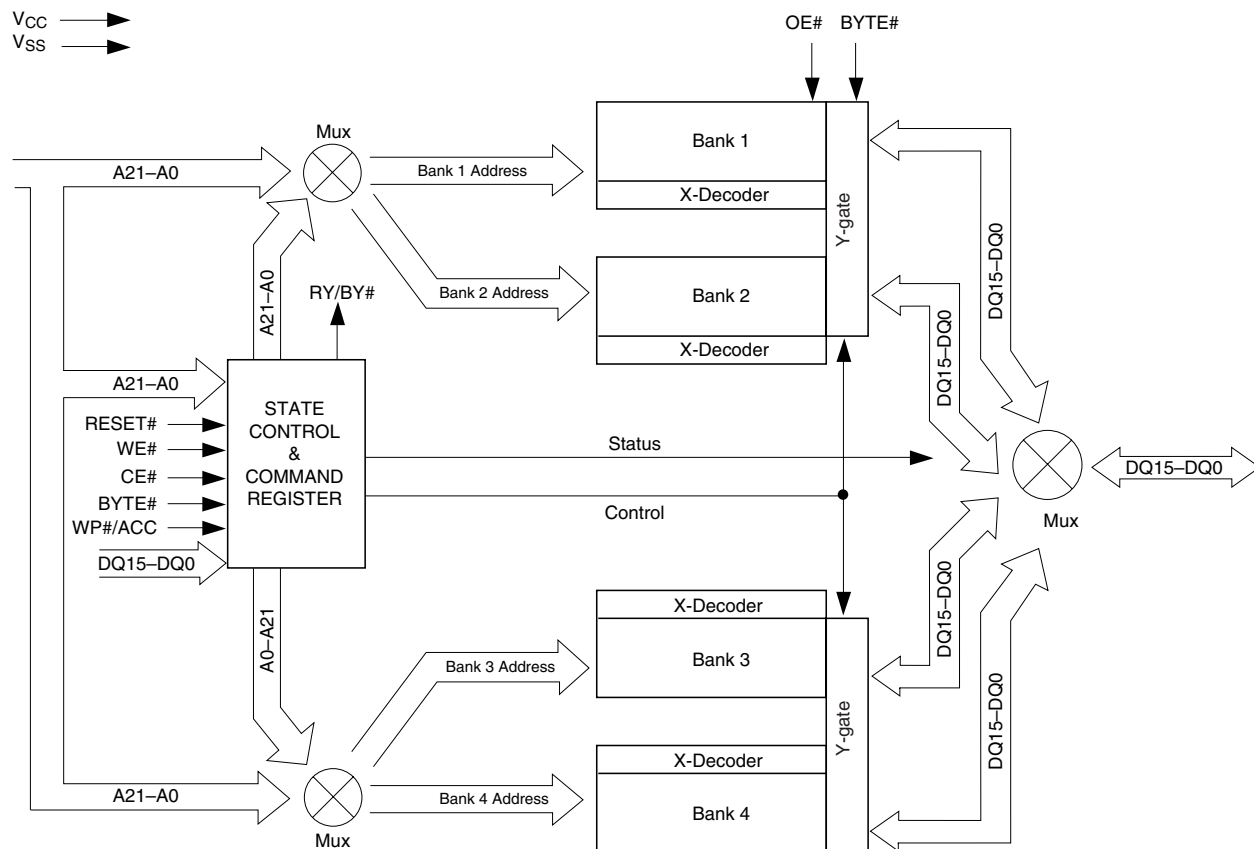 VCC
VSS
OE# BYTE#
Mux
A21–A0
Bank 1 Address
Bank 1
X-Decoder
Y-gate
DQ15–DQ0
A21–A0
RY/BY#
Bank 2 Address
Bank 2
X-Decoder
DQ15–DQ0
A21–A0
RESET#
WE#
CE#
BYTE#
WP#/ACC
DQ15–DQ0
STATE
CONTROL
&
COMMAND
REGISTER
Status
Control
DQ15–DQ0
Mux
A0–A21
Bank 3 Address
X-Decoder
Bank 3
Y-gate
DQ15–DQ0
DQ15–DQ0
A21–A0
Mux
Bank 4 Address
X-Decoder
Bank 4